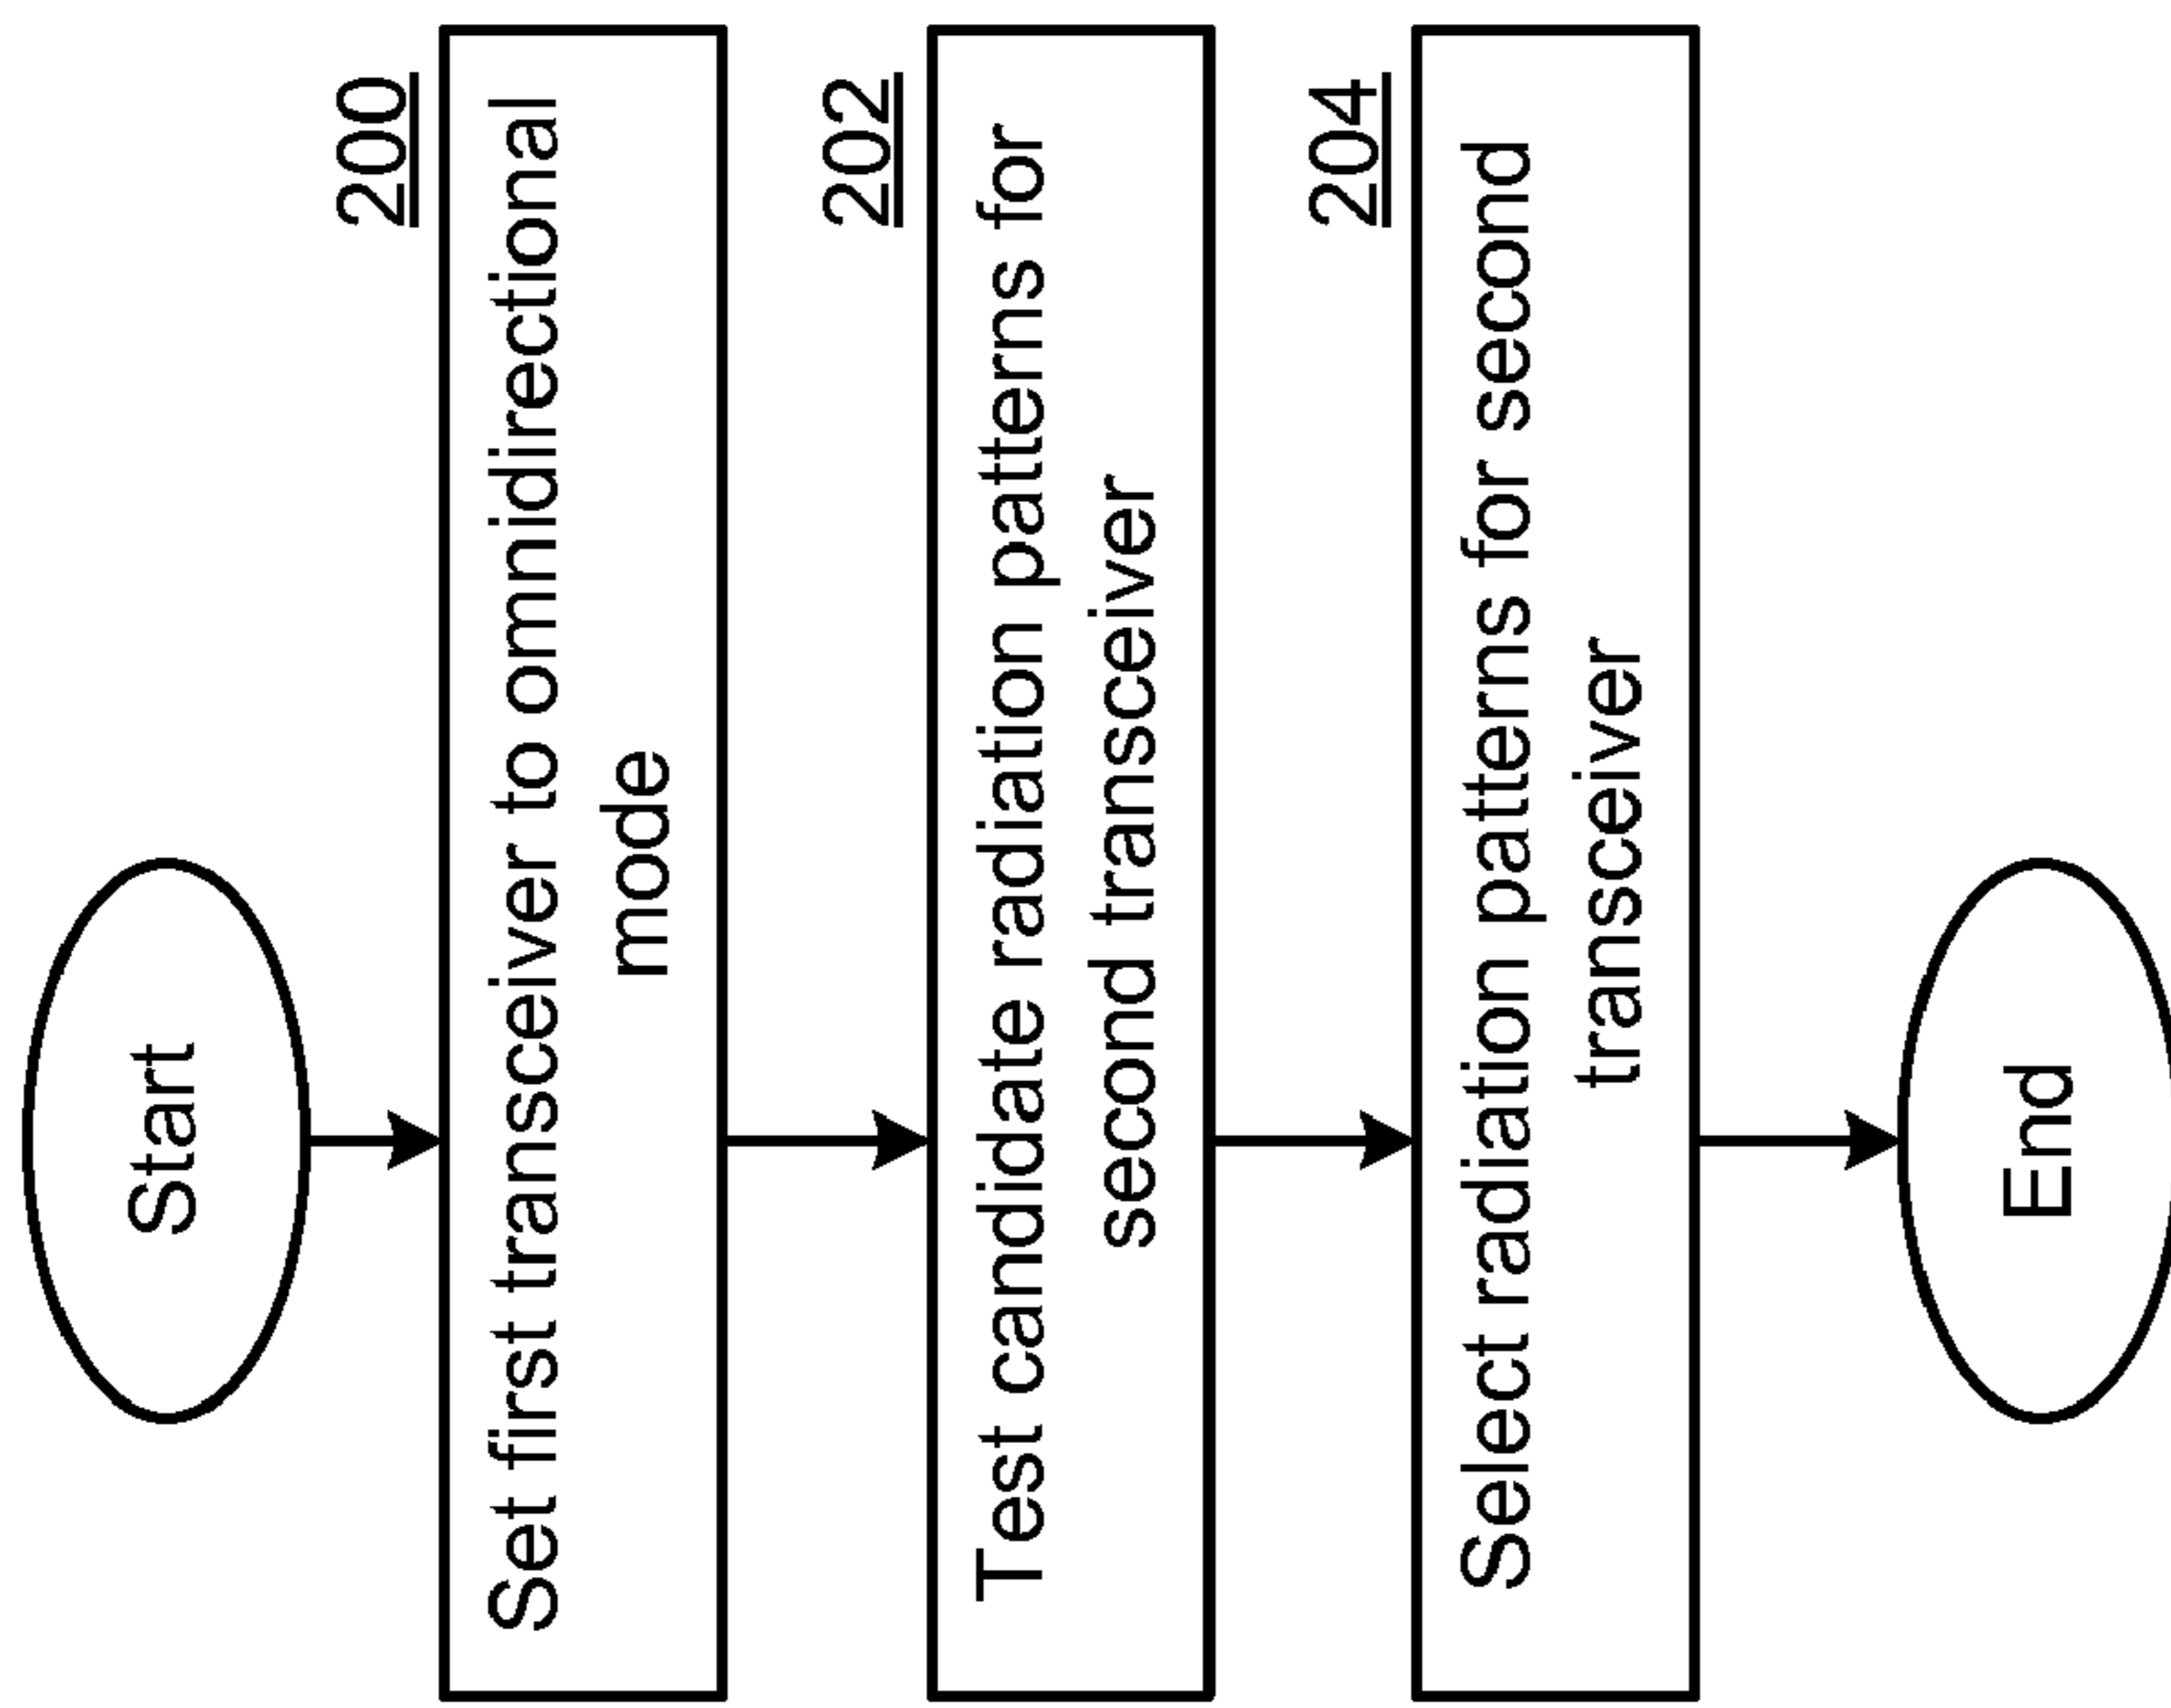 Start
200
Set first transceiver to omnidirectional
mode
202
Test candidate radiation patterns for
second transceiver
204
Select radiation patterns for second
transceiver
End